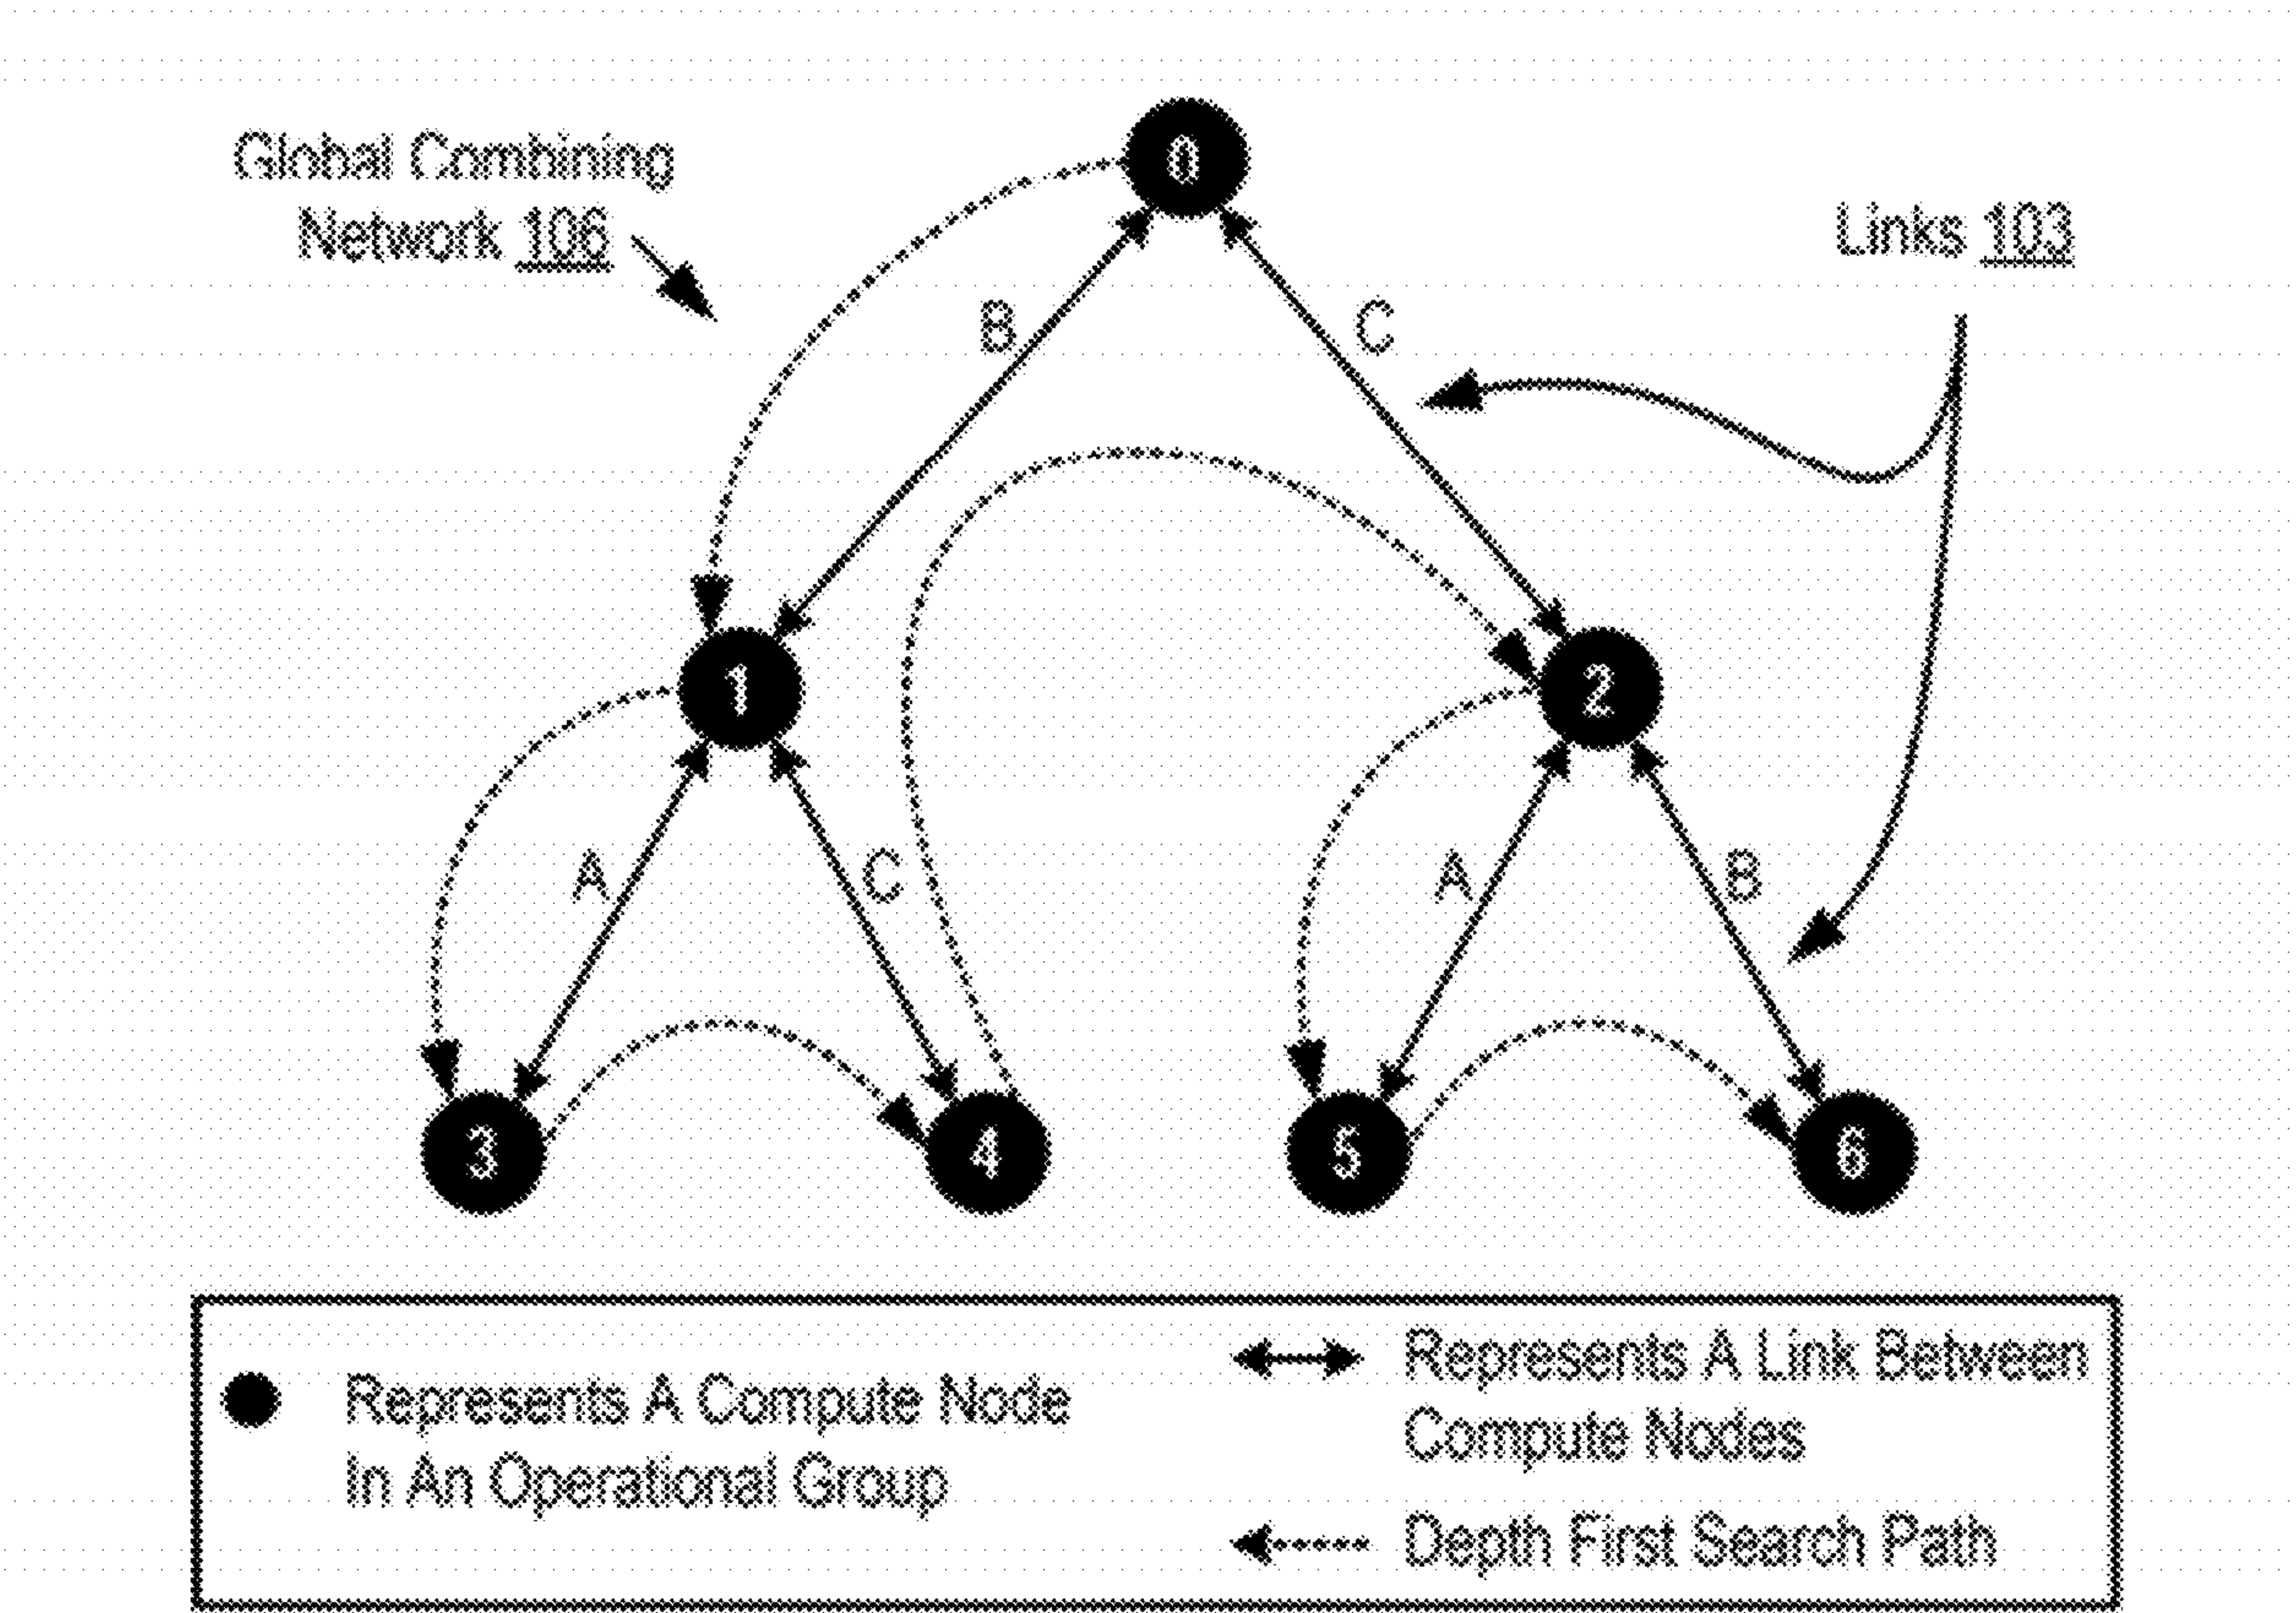 0
Global Combining
Network 106
Links 103
B
C
1
2
A
C
A
B
3
4
5
6
Represents A Compute Node
In An Operational Group
Represents A Link Between
Compute Nodes
Depth First Search Path